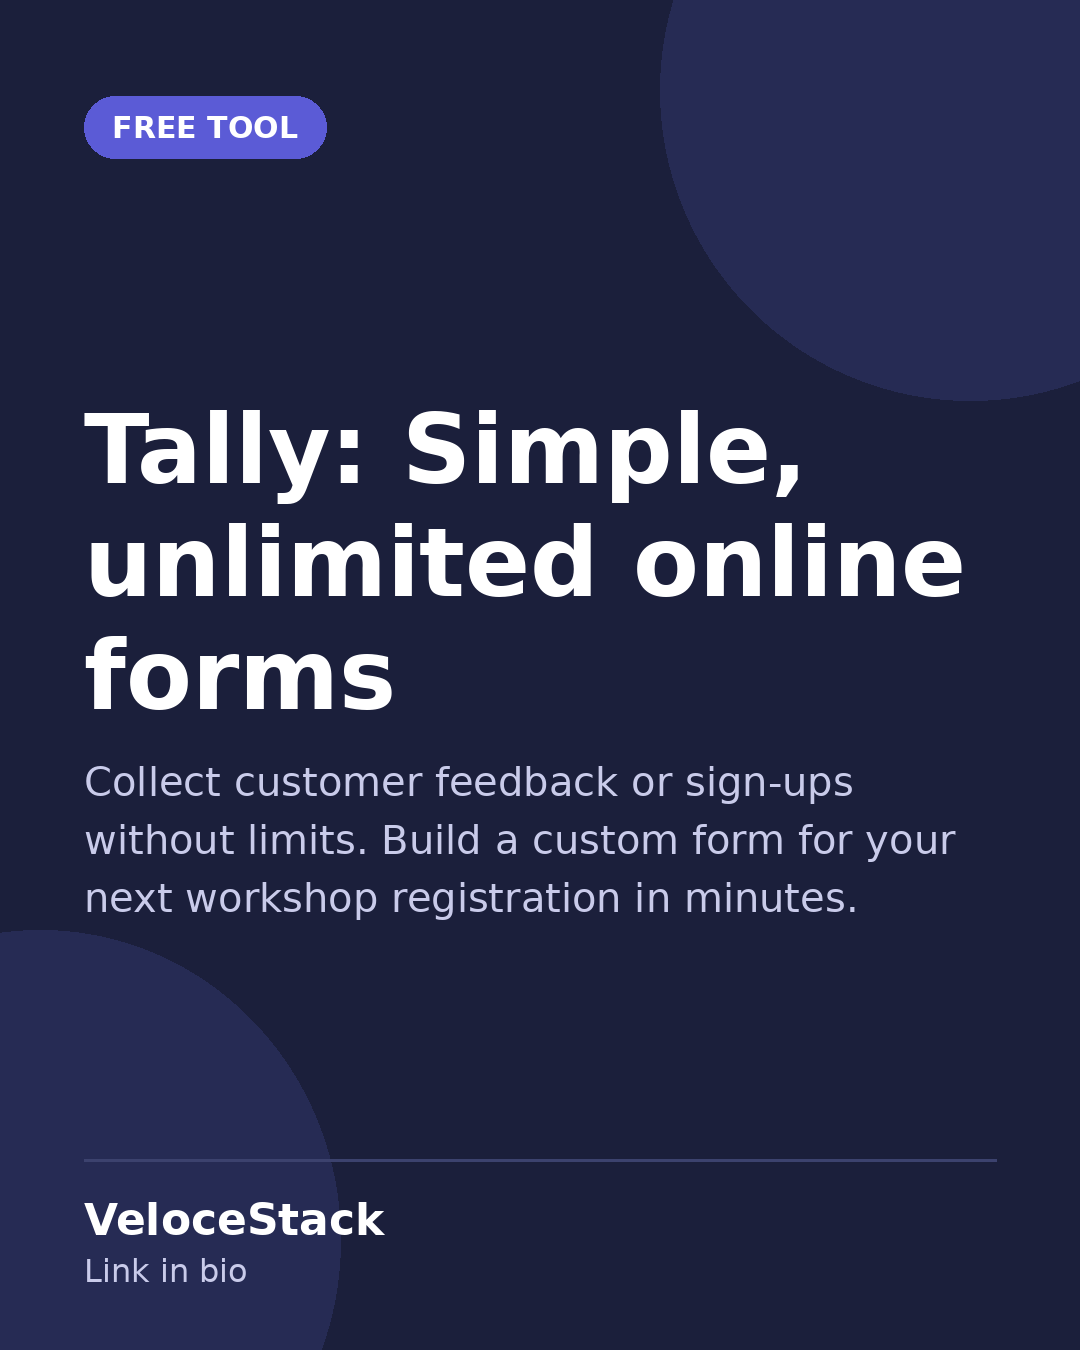 FREE TOOL
Tally: Simple,
unlimited online
forms
Collect customer feedback or sign-ups
without limits. Build a custom form for your
next workshop registration in minutes.
VeloceStack
Link in bio